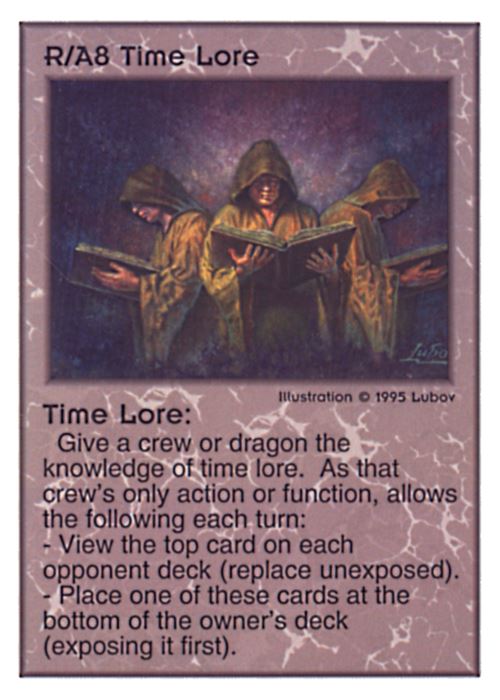 R/A8 Time Lore
Lubo
Illustration © 1995 Lubov
Time Lore:
Give a crew or dragon the
knowledge of time lore. As that
crew's only action or function, allows
the following each turn:
- View the top card on each
opponent deck (replace unexposed).
- Place one of these cards at the
bottom of the owner's deck
(exposing it first).